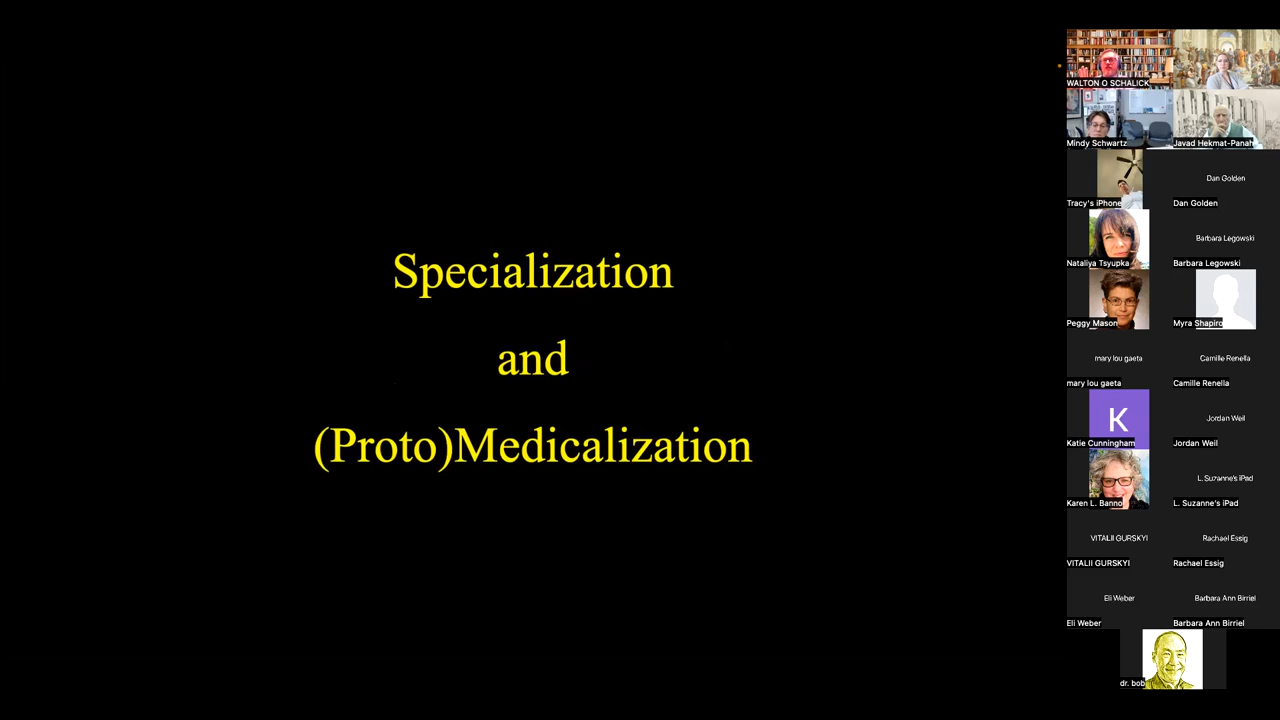 Specialization
and
(Proto)Medicalization
WALTON O SCHALICK
Mindy Schwartz
Javad Hekmat-Panah
Tracy's iPhone
Dan Golden
Dan Golden
Nataliya Tsyupka
Barbara Legowski
Barbara Legowski
Peggy Mason
Myra Shapiro
mary lou gaeta
Camille Renella
mary lou gaeta
Camille Renella
K
Jordan Weil
Katie Cunningham
Jordan Weil
L. Suzanne's iPad
Karen L. Banno
L. Suzanne's iPad
VITALII GURSKYI
Rachael Essig
VITALII GURSKYI
Rachael Essig
Eli Weber
Barbara Ann Birriel
Eli Weber
Barbara Ann Birriel
dr. bob